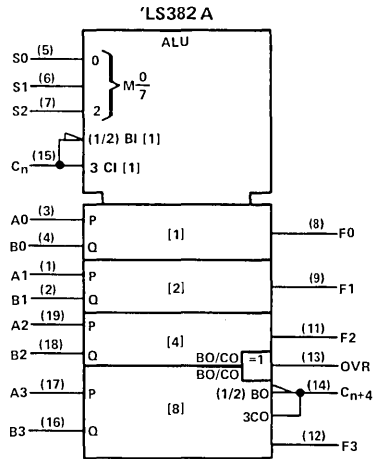 'LS382 A
ALU
S0 (5) 0
S1 (6) M 0/7
S2 (7) 2
(1/2) BI [1]
Cn (15) 3 CI [1]
A0 (3) P [1] (8) F0
B0 (4) Q
A1 (1) P [2] (9) F1
B1 (2) Q
A2 (19) P [4] (11) F2
B2 (18) Q
BO/CO =1 (13) OVR
BO/CO
A3 (17) P (1/2) BO (14) Cn+4
[8] 3CO
B3 (16) Q (12) F3